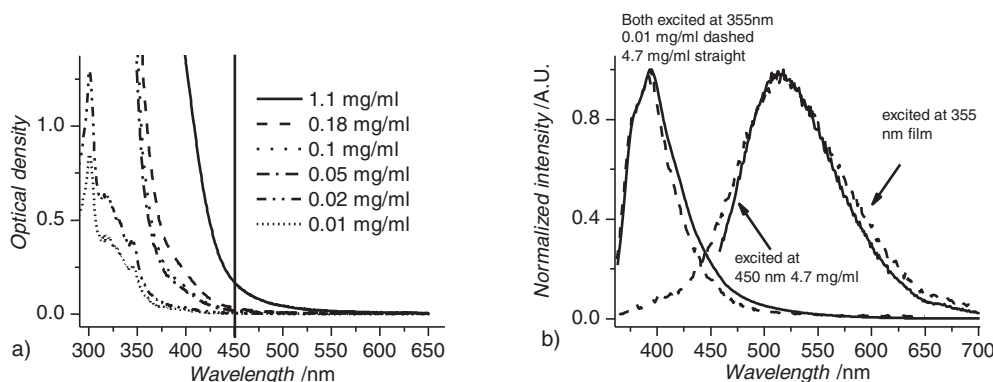 Optical density
1.0
0.5
0.0
1.1 mg/ml
0.18 mg/ml
0.1 mg/ml
0.05 mg/ml
0.02 mg/ml
0.01 mg/ml
300 350 400 450 500 550 600 650
a)
Wavelength /nm
Normalized intensity /A.U.
Both excited at 355nm
0.01 mg/ml dashed
4.7 mg/ml straight
0.8
0.4
0.0
excited at 355
nm film
excited at
450 nm 4.7 mg/ml
400 450 500 550 600 650 700
b)
Wavelength /nm